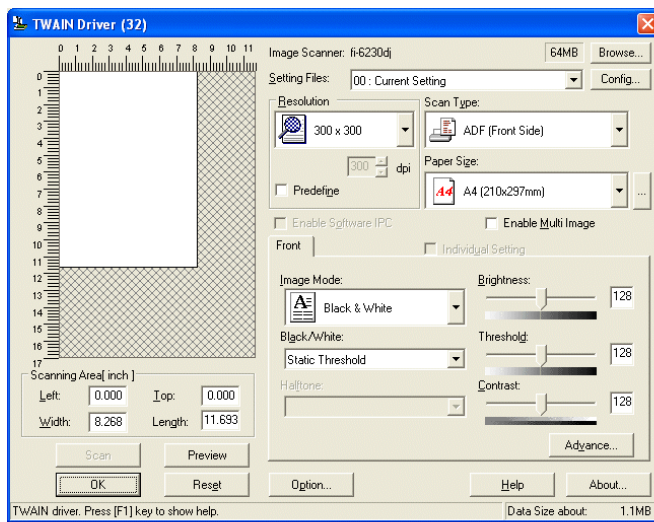 TWAIN Driver (32)
0 1 2 3 4 5 6 7 8 9 10 11
0
1
2
3
4
5
6
7
8
9
10
11
12
13
14
15
16
17
Image Scanner: fi-6230dj 64MB Browse...
Setting Files: 00 : Current Setting Config...
Resolution
300 x 300
300 dpi
Predefine
Scan Type:
ADF (Front Side)
Paper Size:
A4 A4 (210x297mm) ...
Enable Software IPC Enable Multi Image
Front Individual Setting
Image Mode:
A Black & White
Black/White:
Static Threshold
Halftone:
Brightness:
128
Threshold:
128
Contrast:
128
Advance...
Scanning Area[ inch ]
Left: 0.000 Top: 0.000
Width: 8.268 Length: 11.693
Scan Preview
OK Reset Option... Help About...
TWAIN driver. Press [F1] key to show help. Data Size about: 1.1MB